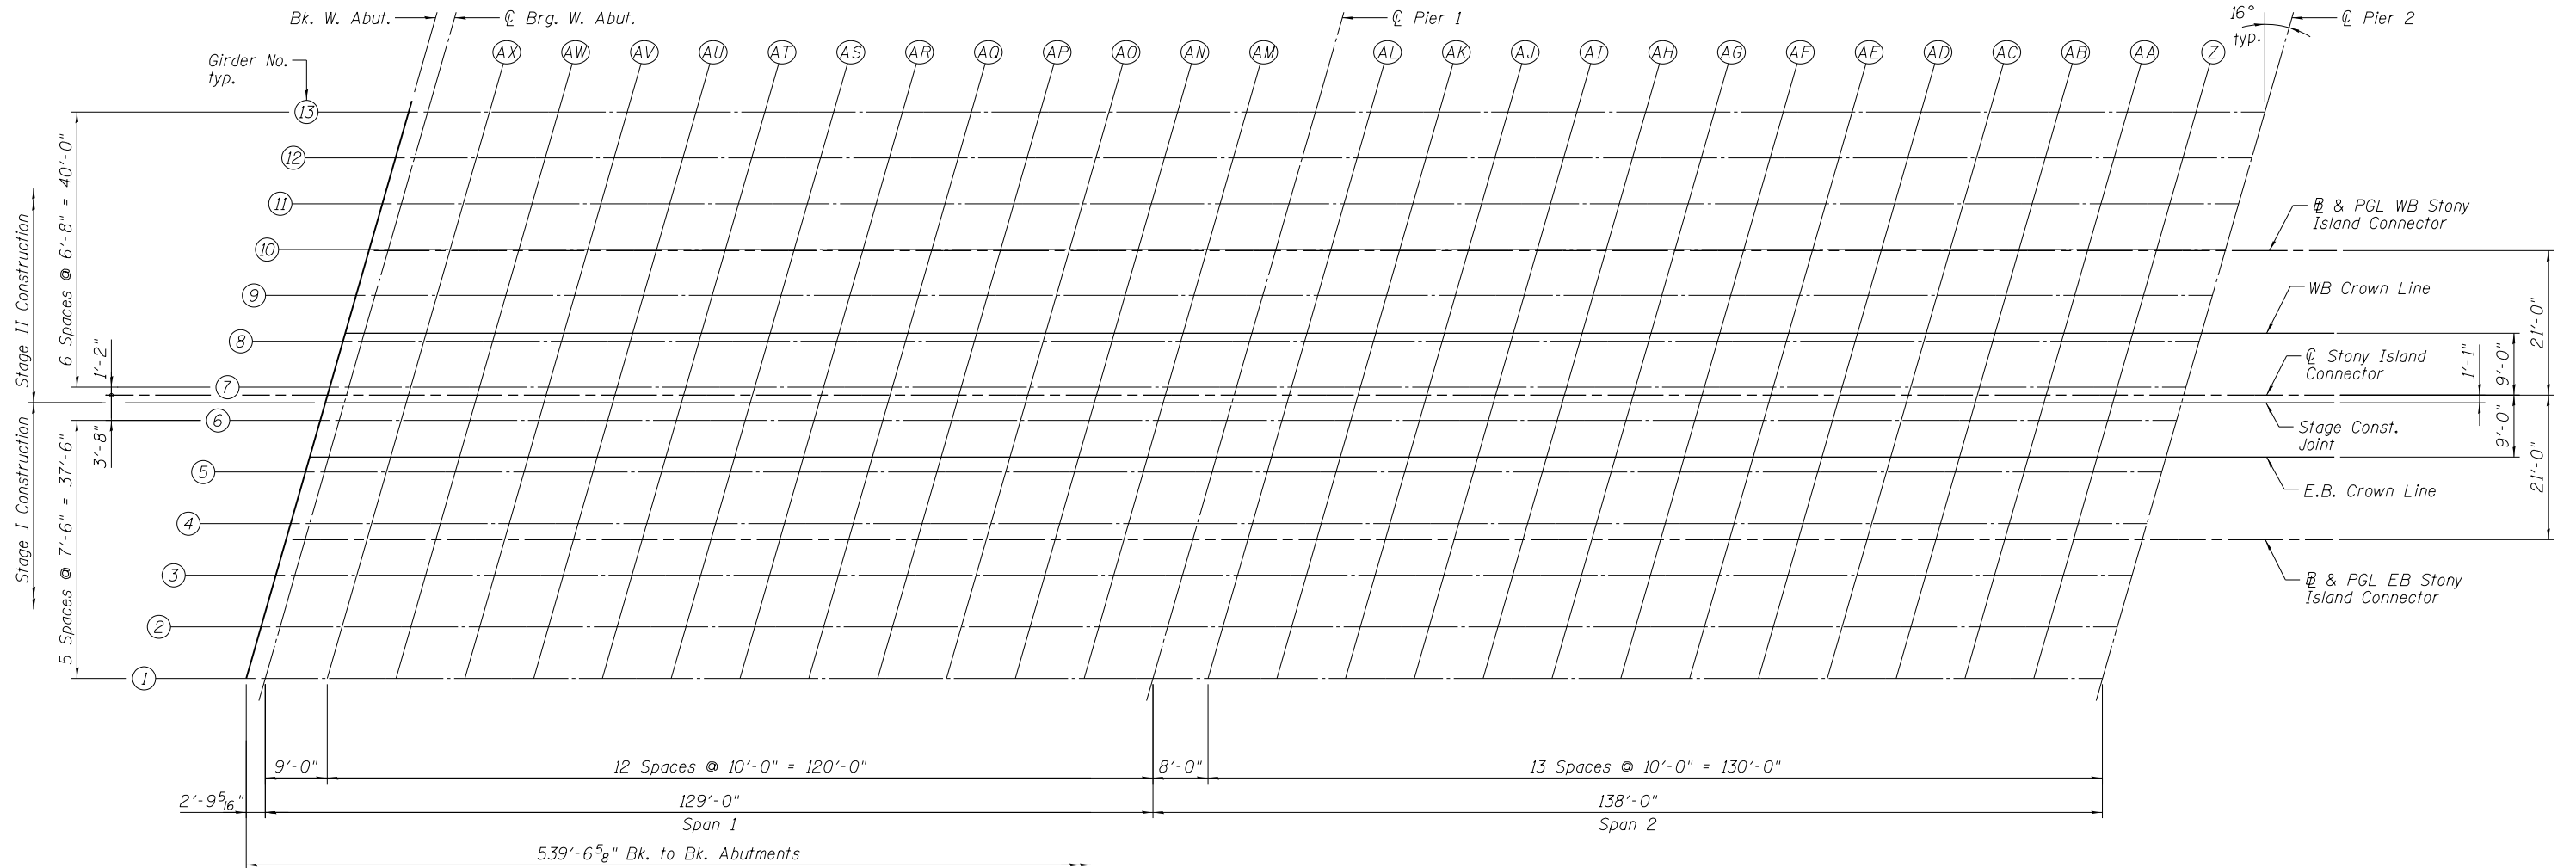 Bk. W. Abut.
℄ Brg. W. Abut.
℄ Pier 1
16°
typ.
℄ Pier 2
Girder No.
typ.
AX AW AV AU AT AS AR AQ AP AO AN AM AL AK AJ AI AH AG AF AE AD AC AB AA Z
13
12
11
10
9
8
7
6
5
4
3
2
1
6 Spaces @ 6'-8" = 40'-0"
Stage II Construction
1'-2"
3'-8"
Stage I Construction
5 Spaces @ 7'-6" = 37'-6"
℄ & PGL WB Stony
Island Connector
WB Crown Line
℄ Stony Island
Connector
Stage Const.
Joint
E.B. Crown Line
℄ & PGL EB Stony
Island Connector
1'-1"
9'-0"
9'-0"
21'-0"
21'-0"
9'-0"
12 Spaces @ 10'-0" = 120'-0"
8'-0"
13 Spaces @ 10'-0" = 130'-0"
2'-9 5/16"
129'-0"
138'-0"
Span 1
Span 2
539'-6 5/8" Bk. to Bk. Abutments